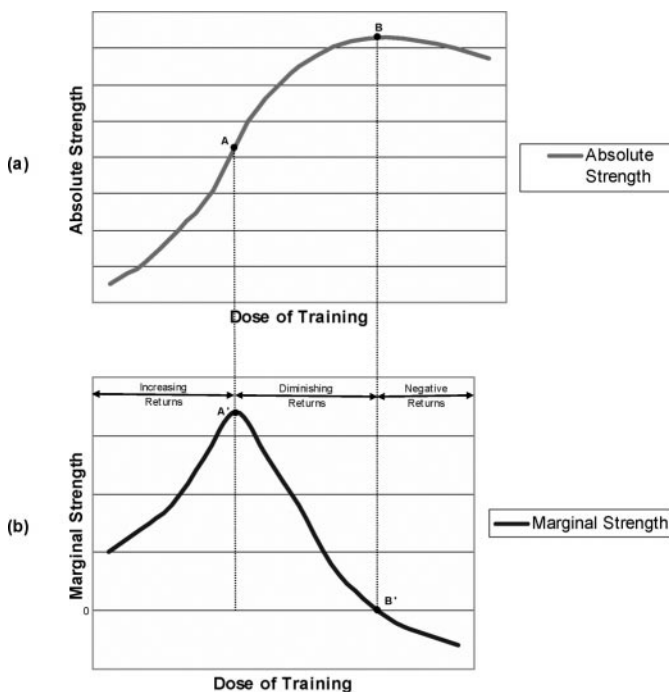 B
A
(a)
Absolute Strength
Absolute
Strength
Dose of Training
Increasing
Returns
Diminishing
Returns
Negative
Returns
A'
(b)
Marginal Strength
Marginal Strength
0
B'
Dose of Training